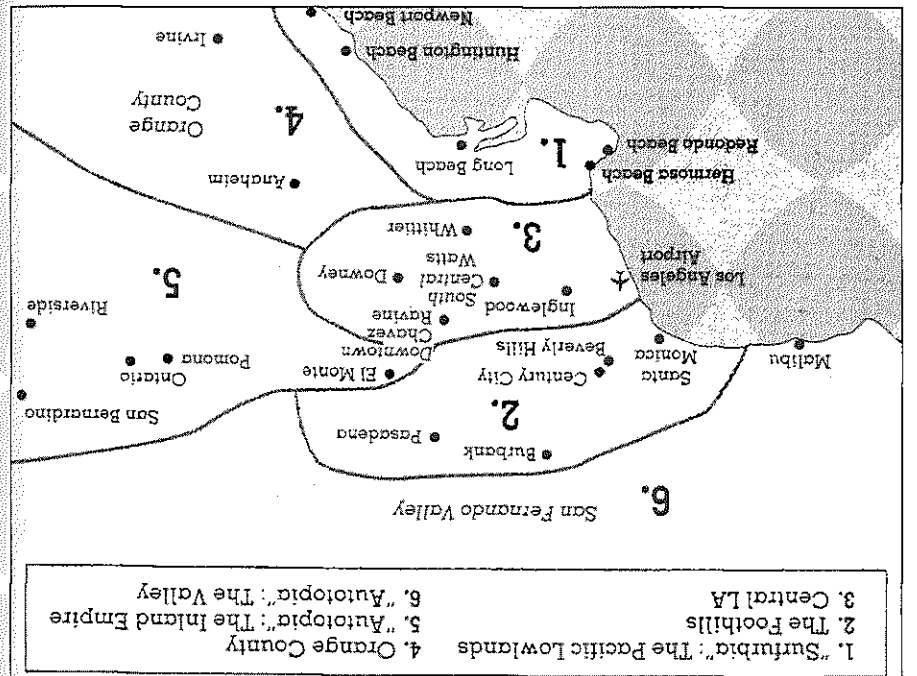 1. "Surfurbia": The Pacific Lowlands
2. The Foothills
3. Central LA
4. Orange County
5. "Autotopia": The Inland Empire
6. "Autotopia": The Valley
6.
San Fernando Valley
Burbank
Pasadena
2.
San Bernardino
Century City
Beverly Hills
El Monte
Ontario
Pomona
Malibu
Santa
Monica
Downtown
Chavez
Ravine
Riverside
5.
Los Angeles
Airport
Inglewood
South
Central
Watts
Downey
3.
Whittier
Anaheim
Hermosa Beach
Redondo Beach
1.
Long Beach
4.
Orange
County
Huntington Beach
Irvine
Newport Beach